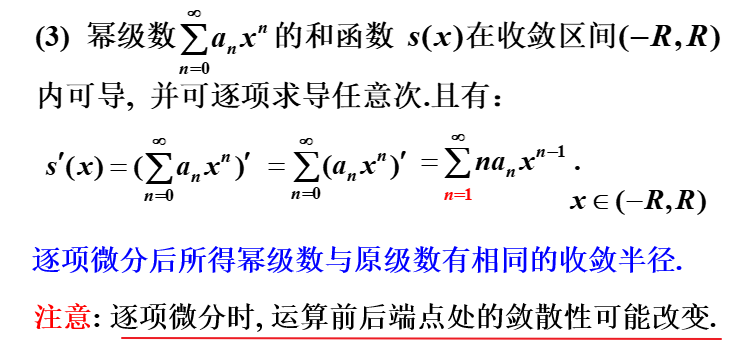 (3) 幂级数$\sum_{n=0}^{\infty} a_n x^n$的和函数 s(x)在收敛区间(−R,R)
内可导, 并可逐项求导任意次.且有：
$s'(x)=(\sum_{n=0}^{\infty} a_n x^n)' = \sum_{n=0}^{\infty}(a_n x^n)' = \sum_{n=1}^{\infty} n a_n x^{n-1}$.
x∈(−R,R)
逐项微分后所得幂级数与原级数有相同的收敛半径.
注意: 逐项微分时, 运算前后端点处的敛散性可能改变.